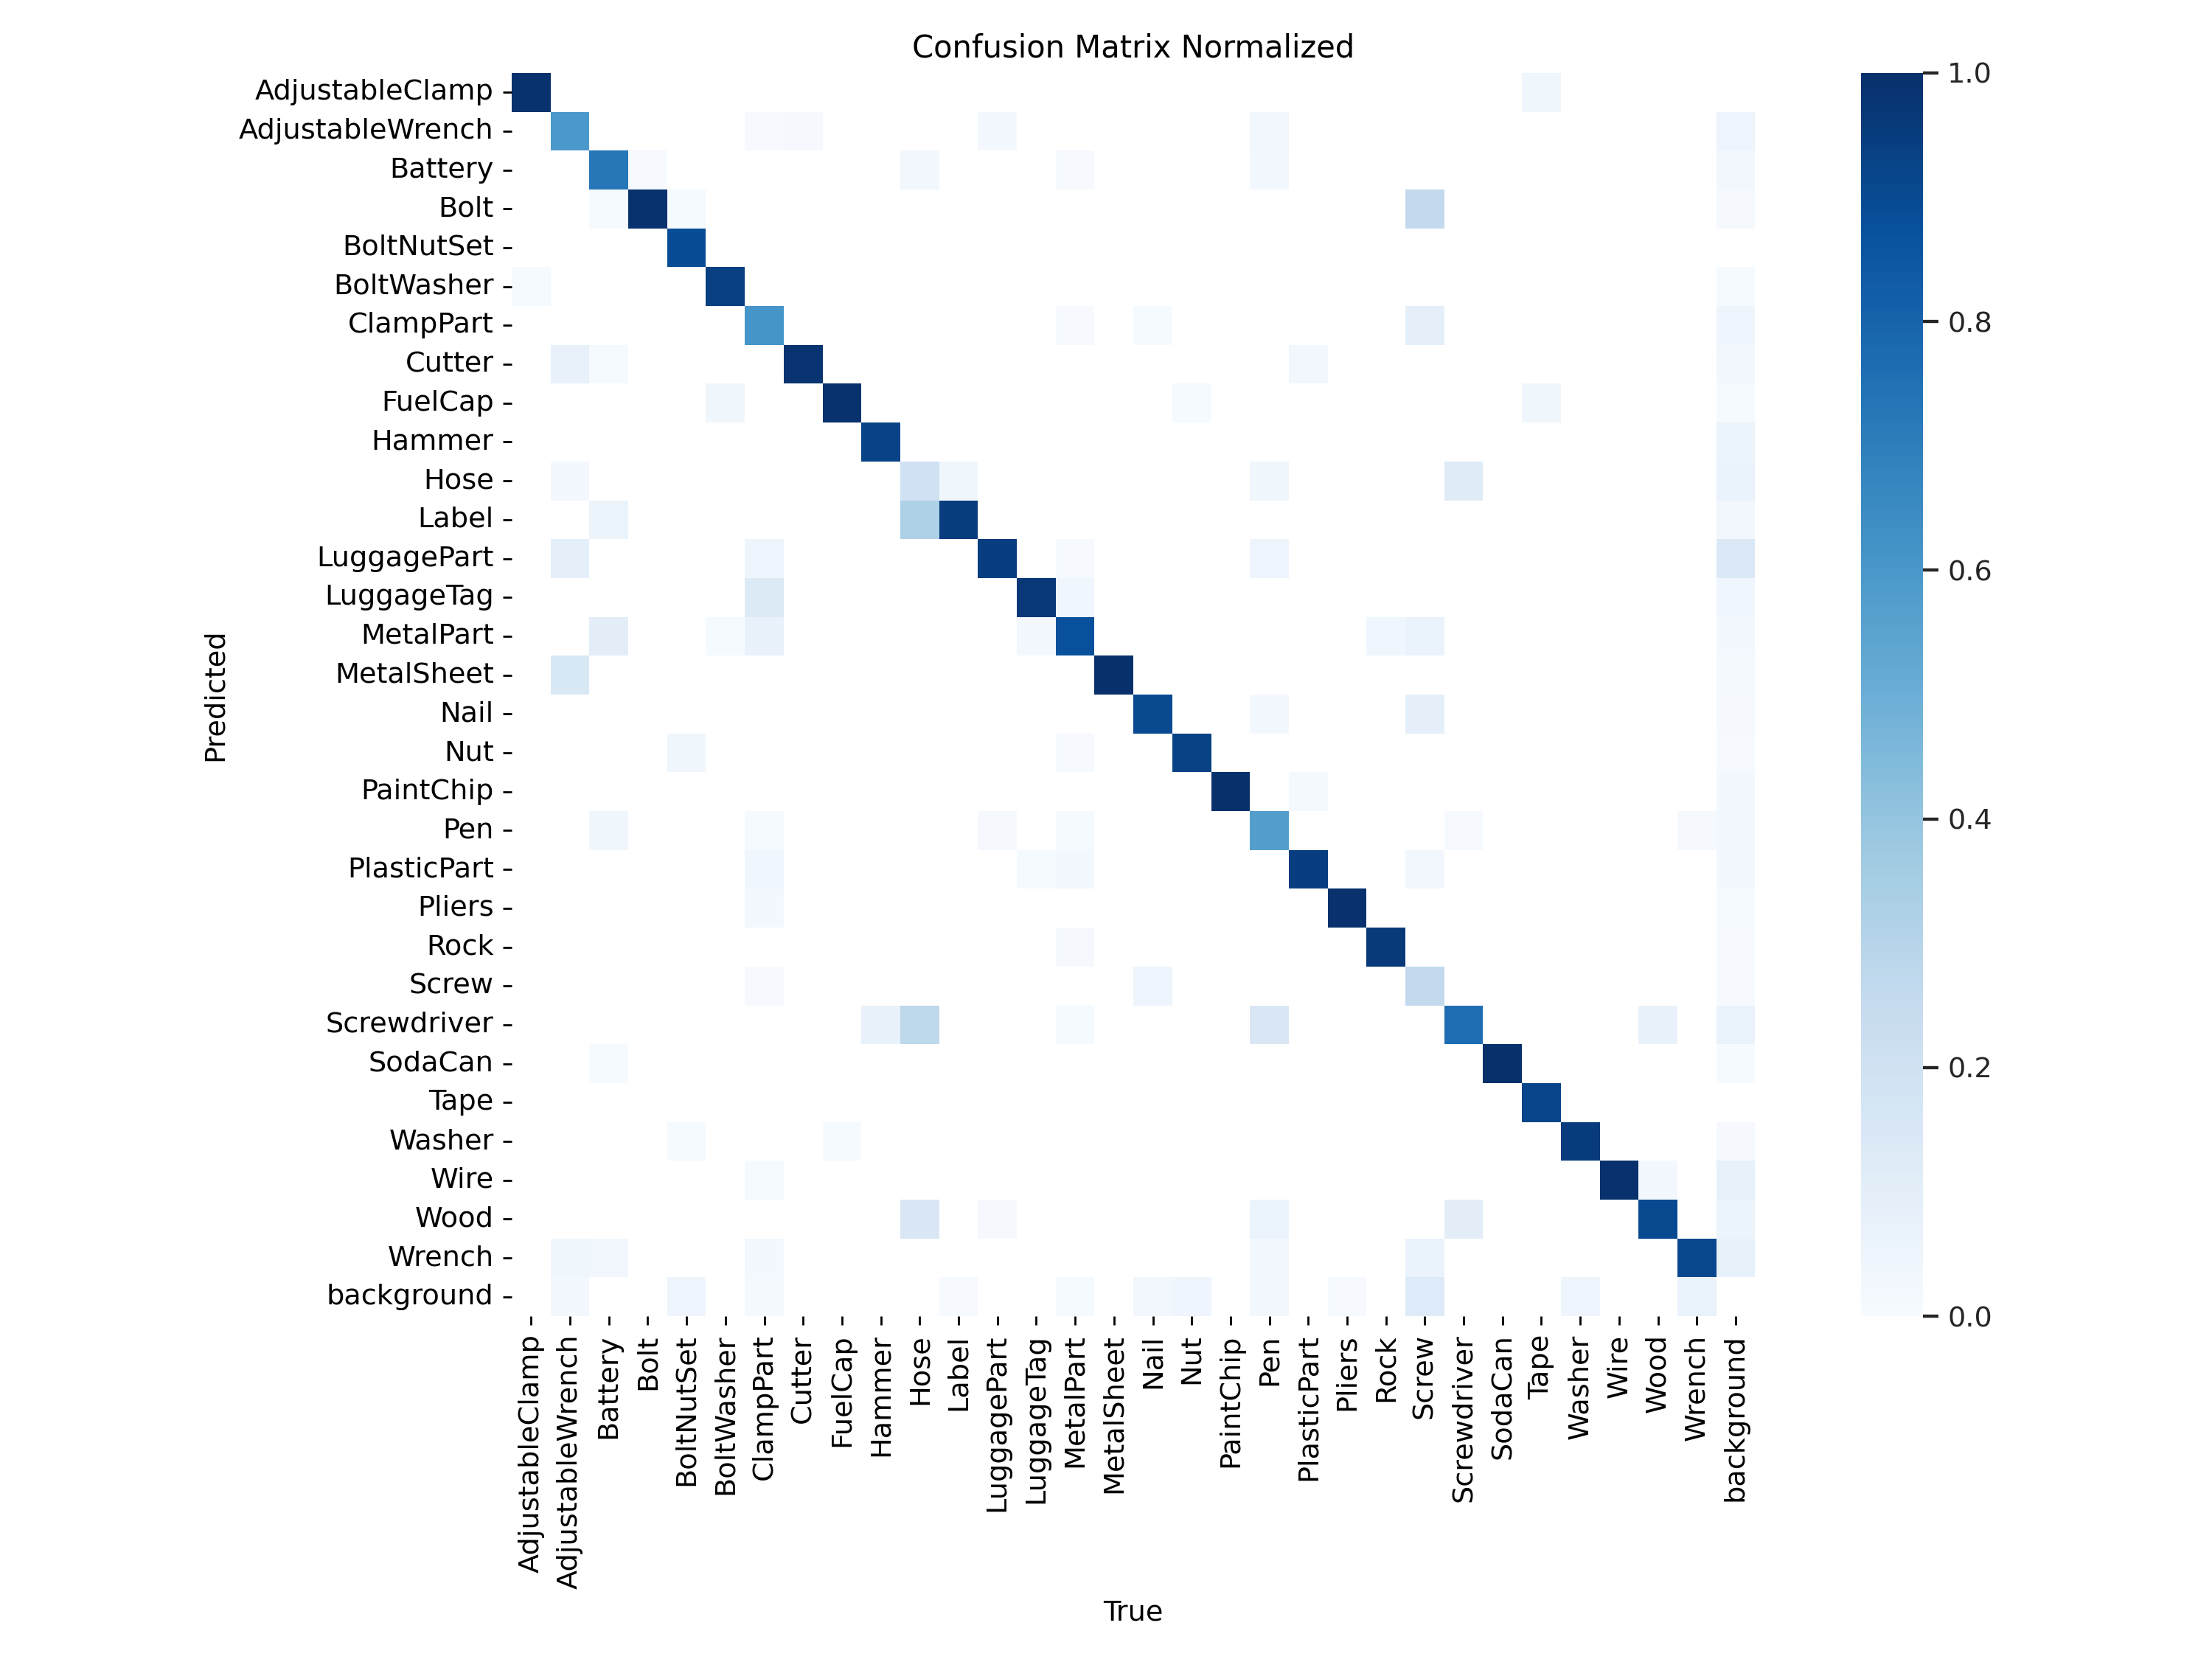 Confusion Matrix Normalized
AdjustableClamp
AdjustableWrench
Battery
Bolt
BoltNutSet
BoltWasher
ClampPart
Cutter
FuelCap
Hammer
Hose
Label
LuggagePart
LuggageTag
MetalPart
MetalSheet
Nail
Nut
PaintChip
Pen
PlasticPart
Pliers
Rock
Screw
Screwdriver
SodaCan
Tape
Washer
Wire
Wood
Wrench
background
Predicted
AdjustableClamp
AdjustableWrench
Battery
Bolt
BoltNutSet
BoltWasher
ClampPart
Cutter
FuelCap
Hammer
Hose
Label
LuggagePart
LuggageTag
MetalPart
MetalSheet
Nail
Nut
PaintChip
Pen
PlasticPart
Pliers
Rock
Screw
Screwdriver
SodaCan
Tape
Washer
Wire
Wood
Wrench
background
True
1.0
0.8
0.6
0.4
0.2
0.0